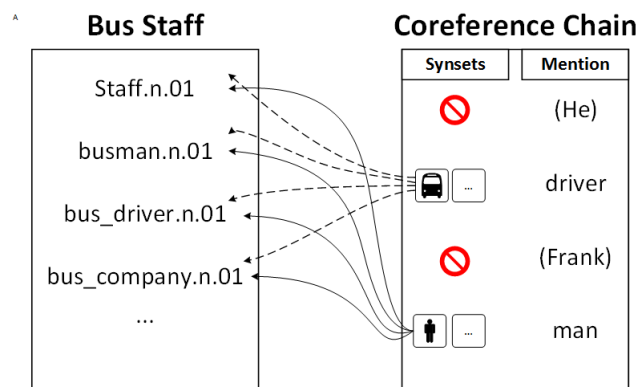 A
Bus Staff
Staff.n.01
busman.n.01
bus_driver.n.01
bus_company.n.01
...
Coreference Chain
Synsets Mention
(He)
... driver
(Frank)
... man